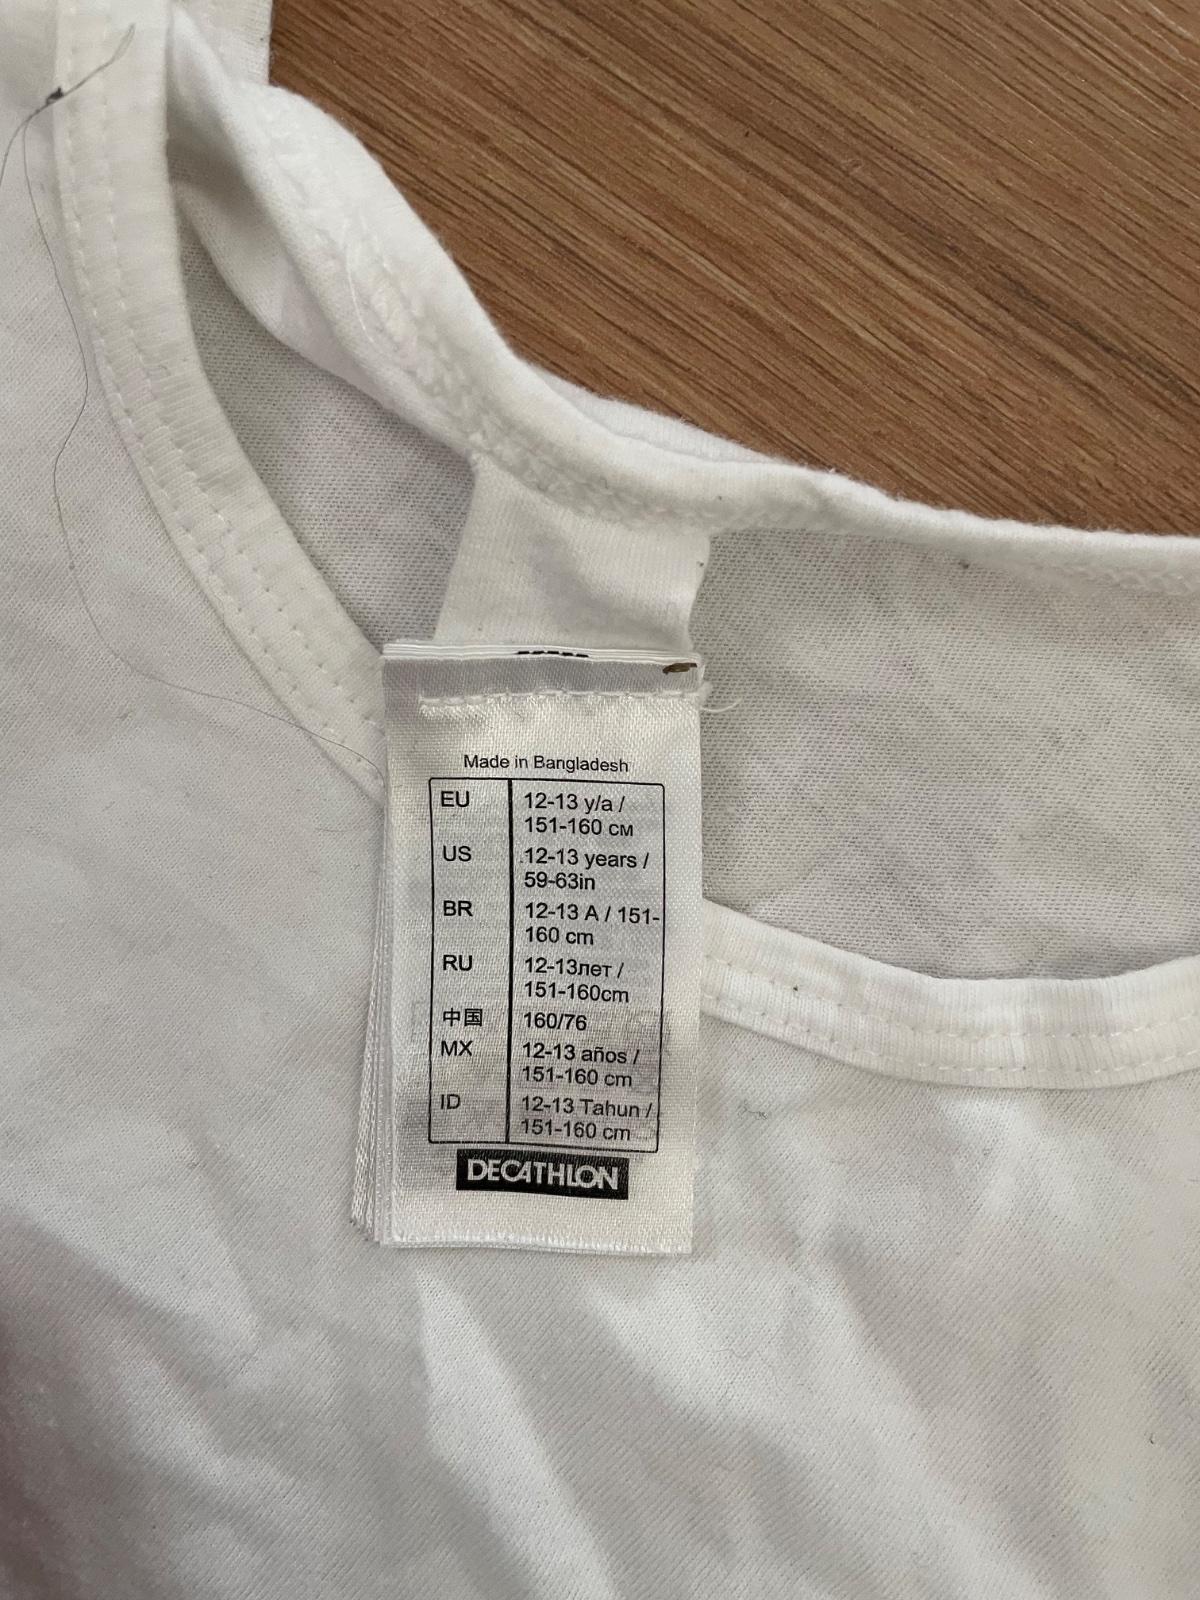 Made in Bangladesh
EU 12-13 y/a /
151-160 см
US 12-13 years /
59-63in
BR 12-13 A / 151-
160 cm
RU 12-13лет /
151-160cm
中国 160/76
MX 12-13 años /
151-160 cm
ID 12-13 Tahun /
151-160 cm
DECATHLON